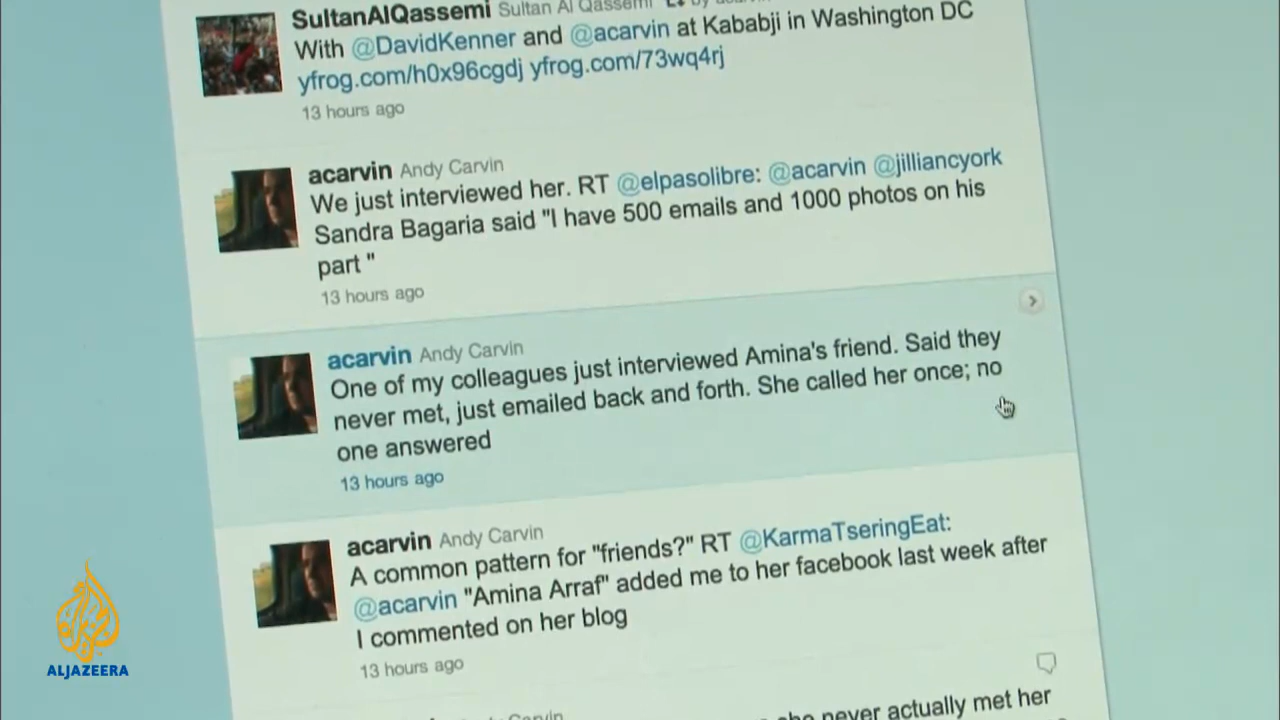 SultanAlQassemi Sultan Al Qassemi
With @DavidKenner and @acarvin at Kababji in Washington DC
yfrog.com/h0x96cgdj yfrog.com/73wq4rj
13 hours ago
acarvin Andy Carvin
We just interviewed her. RT @elpasolibre: @acarvin @jilliancyork
Sandra Bagaria said "I have 500 emails and 1000 photos on his
part "
13 hours ago
acarvin Andy Carvin
One of my colleagues just interviewed Amina's friend. Said they
never met, just emailed back and forth. She called her once; no
one answered
13 hours ago
acarvin Andy Carvin
A common pattern for "friends?" RT @KarmaTseringEat:
@acarvin "Amina Arraf" added me to her facebook last week after
I commented on her blog
13 hours ago
Andy Carvin
she never actually met her
ALJAZEERA